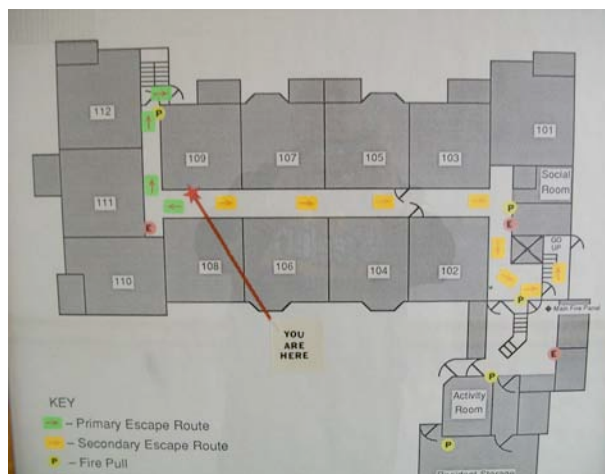 112
P
109
107
105
103
101
Social
Room
111
P
E
E
GO
UP
110
108
106
104
102
P
Main Fire Panel
YOU
ARE
HERE
E
P
Activity
Room
KEY
– Primary Escape Route
– Secondary Escape Route
P – Fire Pull
P